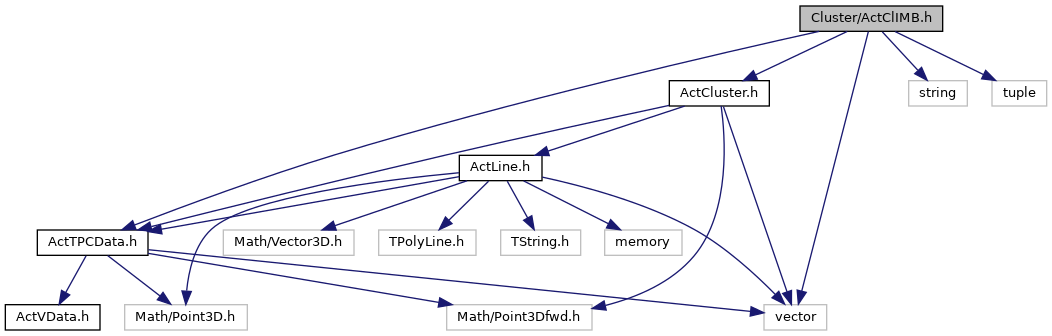 Cluster/ActClIMB.h
ActCluster.h
string
tuple
ActLine.h
ActTPCData.h
Math/Vector3D.h
TPolyLine.h
TString.h
memory
ActVData.h
Math/Point3D.h
Math/Point3Dfwd.h
vector